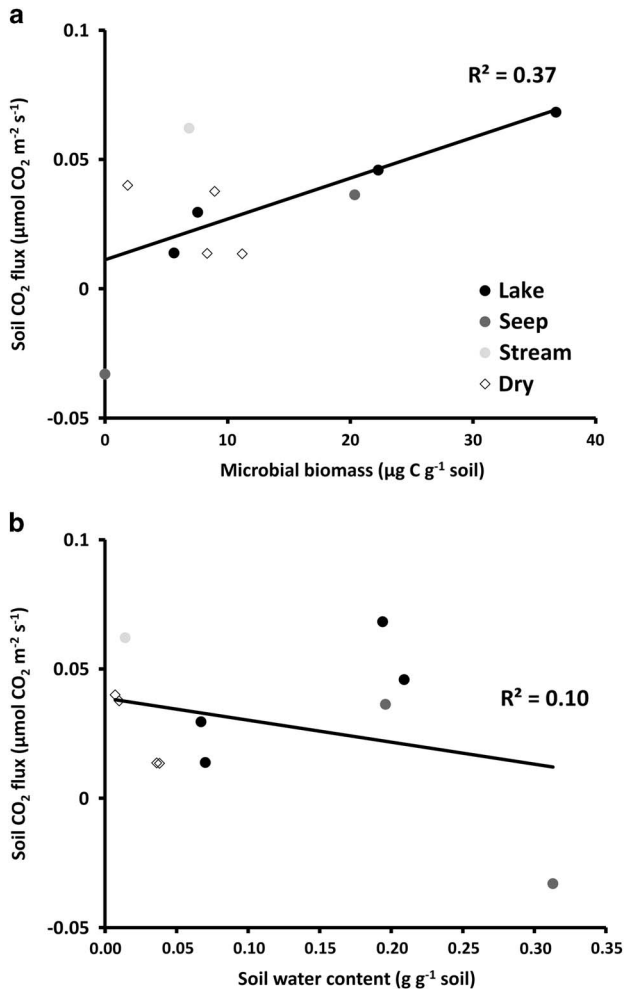 a
0.1
R² = 0.37
0.05
0
-0.05
Soil CO₂ flux (µmol CO₂ m⁻² s⁻¹)
Lake
Seep
Stream
Dry
0 10 20 30 40
Microbial biomass (µg C g⁻¹ soil)
b
0.1
0.05
R² = 0.10
0
-0.05
Soil CO₂ flux (µmol CO₂ m⁻² s⁻¹)
0.00 0.05 0.10 0.15 0.20 0.25 0.30 0.35
Soil water content (g g⁻¹ soil)